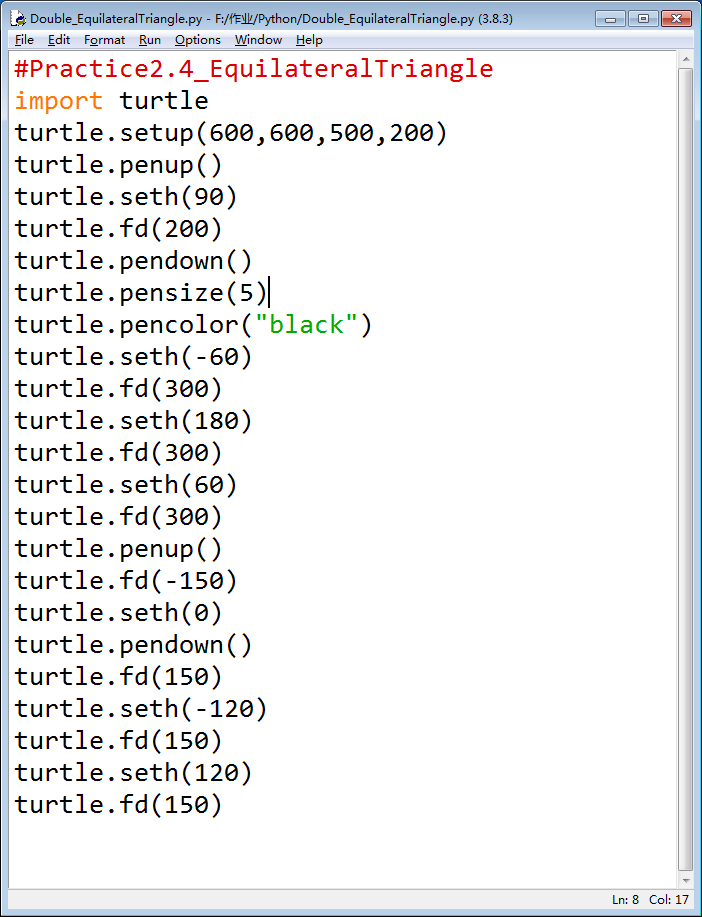 Double_EquilateralTriangle.py - F:/作业/Python/Double_EquilateralTriangle.py (3.8.3)
File Edit Format Run Options Window Help
#Practice2.4_EquilateralTriangle
import turtle
turtle.setup(600,600,500,200)
turtle.penup()
turtle.seth(90)
turtle.fd(200)
turtle.pendown()
turtle.pensize(5)
turtle.pencolor("black")
turtle.seth(-60)
turtle.fd(300)
turtle.seth(180)
turtle.fd(300)
turtle.seth(60)
turtle.fd(300)
turtle.penup()
turtle.fd(-150)
turtle.seth(0)
turtle.pendown()
turtle.fd(150)
turtle.seth(-120)
turtle.fd(150)
turtle.seth(120)
turtle.fd(150)
Ln: 8 Col: 17